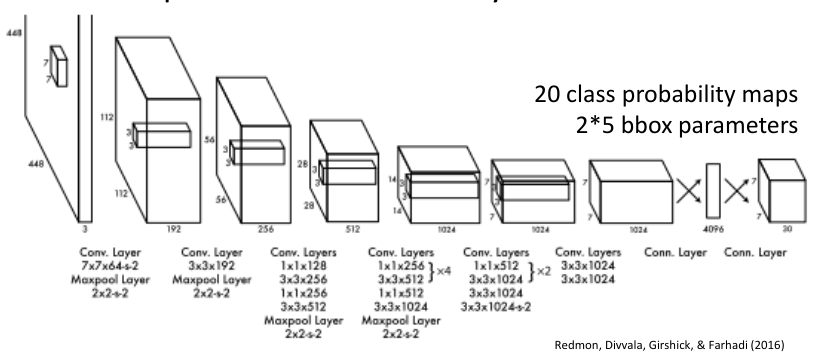 448
7
7
448
3
112
3
3
112
192
56
3
3
56
256
28
3
3
28
512
14
3
3
14
1024
7
3
3
7
1024
7
7
1024
4096
7
7
30
20 class probability maps
2*5 bbox parameters
Conv. Layer
7x7x64-s-2
Maxpool Layer
2x2-s-2
Conv. Layer
3x3x192
Maxpool Layer
2x2-s-2
Conv. Layers
1x1x128
3x3x256
1x1x256
3x3x512
Maxpool Layer
2x2-s-2
Conv. Layers
1x1x256
3x3x512
}×4
1x1x512
3x3x1024
Maxpool Layer
2x2-s-2
Conv. Layers
1x1x512
3x3x1024
}×2
3x3x1024
3x3x1024-s-2
Conv. Layers
3x3x1024
3x3x1024
Conn. Layer
Conn. Layer
Redmon, Divvala, Girshick, & Farhadi (2016)